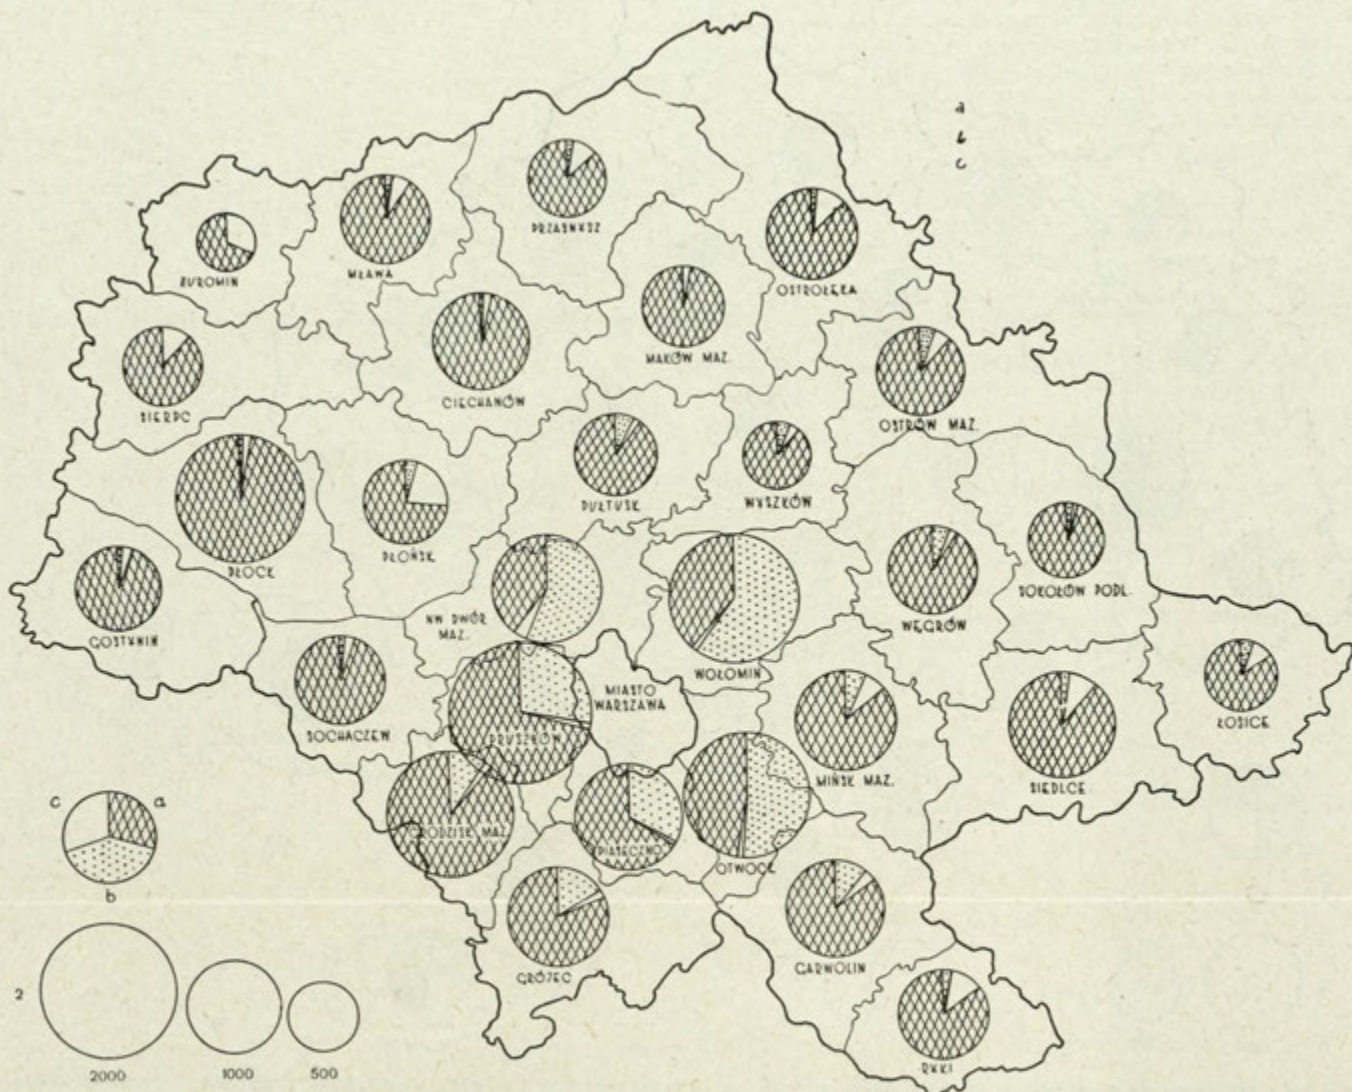 a
b
c
PRZASNYSZ
MŁAWA
ŻUROMIN
OSTROŁĘKA
MAKÓW MAZ.
CIECHANÓW
SIERPC
OSTRÓW MAZ.
PUŁTUSK
WYSZKÓW
PŁOCK
PŁOŃSK
SOKOŁÓW PODL.
WĘGRÓW
GOSTYNIN
NW DWÓR
MAZ.
WOŁOMIN
MIASTO
WARSZAWA
ŁOSICE
SOCHACZEW
PRUSZKÓW
MIŃSK MAZ.
SIEDLCE
GRODZISK MAZ.
PIASECZNO
OTWOCK
c
a
b
GRÓJEC
GARWOLIN
RYKI
2
2000
1000
500